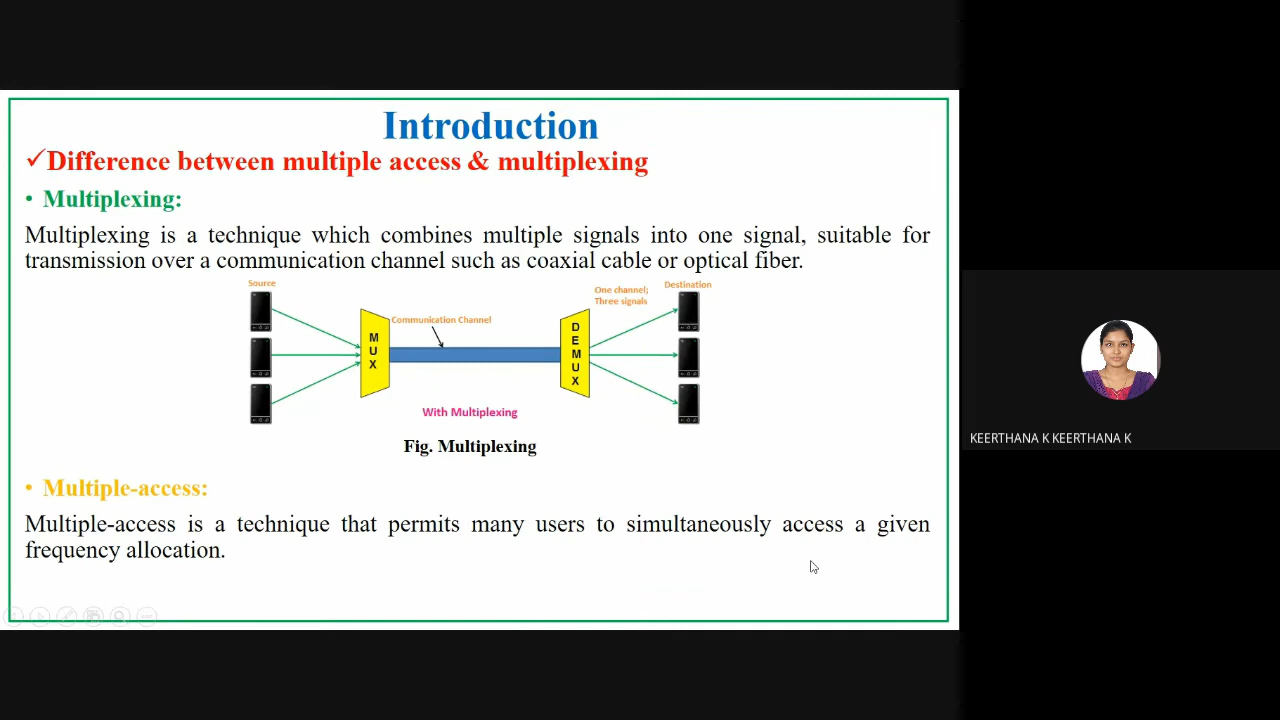 Introduction
✓Difference between multiple access & multiplexing
• Multiplexing:
Multiplexing is a technique which combines multiple signals into one signal, suitable for
transmission over a communication channel such as coaxial cable or optical fiber.
Source
One channel;
Three signals
Destination
Communication Channel
MUX
DEMUX
With Multiplexing
Fig. Multiplexing
• Multiple-access:
Multiple-access is a technique that permits many users to simultaneously access a given
frequency allocation.
KEERTHANA K KEERTHANA K